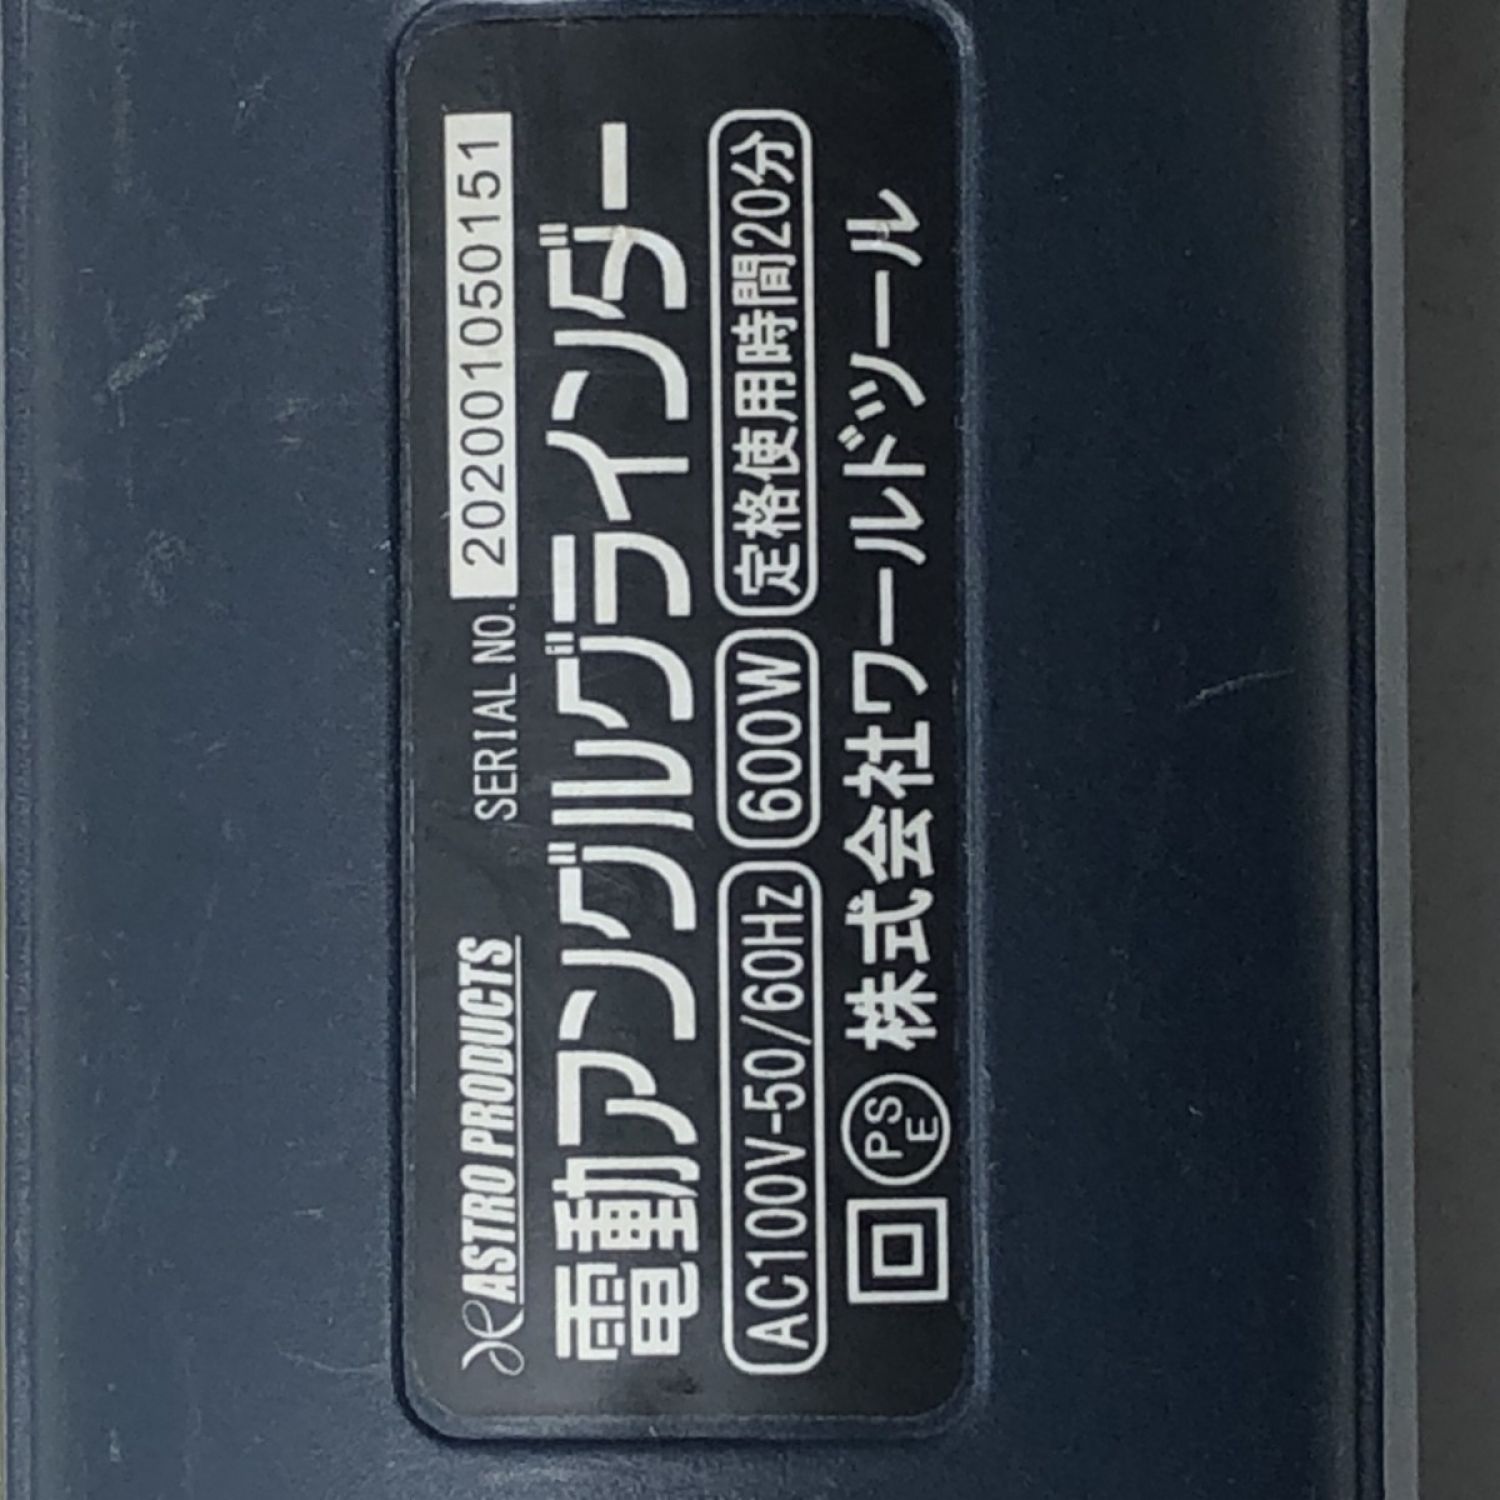 ASTRO PRODUCTS SERIAL NO. 202001050151
電動アングルグラインダー
AC100V-50/60Hz 600W 定格使用時間20分
PSE 株式会社ワールドツール